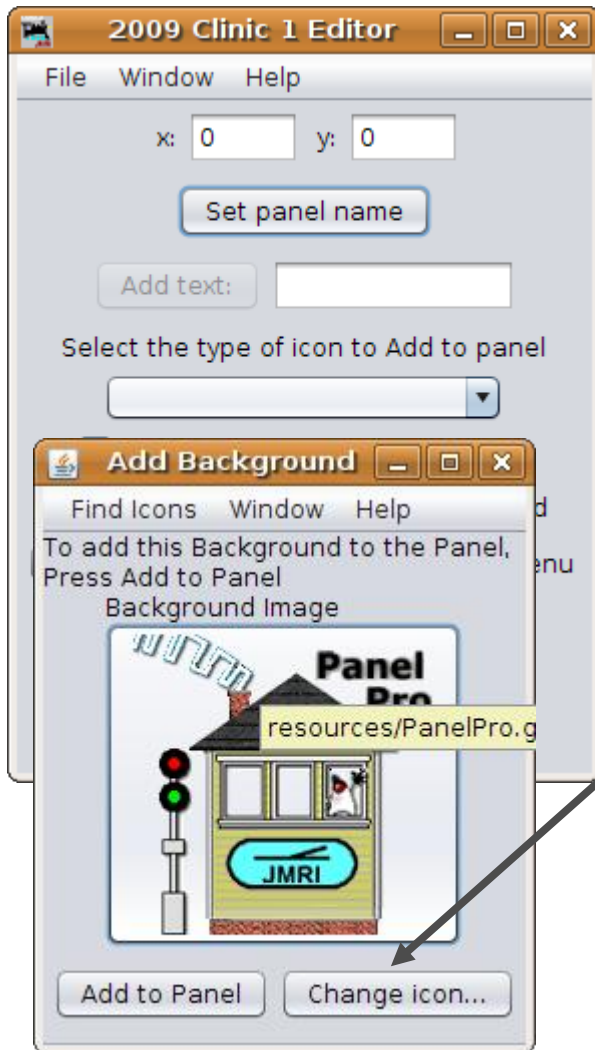 2009 Clinic 1 Editor
File Window Help
x: 0 y: 0
Set panel name
Add text:
Select the type of icon to Add to panel
Add Background
Find Icons Window Help
d
To add this Background to the Panel,
enu
Press Add to Panel
Background Image
Panel
Pro
resources/PanelPro.g
JMRI
Add to Panel Change icon...